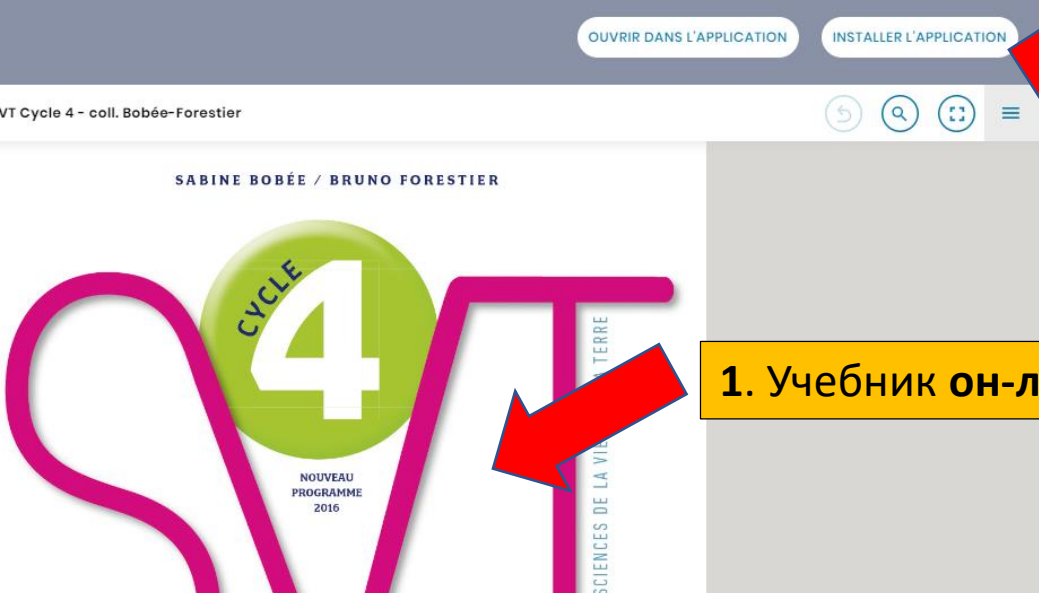 OUVRIR DANS L'APPLICATION
INSTALLER L'APPLICATION
VT Cycle 4 - coll. Bobée-Forestier
SABINE BOBÉE / BRUNO FORESTIER
CYCLE
4
SVT
SCIENCES DE LA VIE TERRE
1. Учебник он-л
NOUVEAU
PROGRAMME
2016